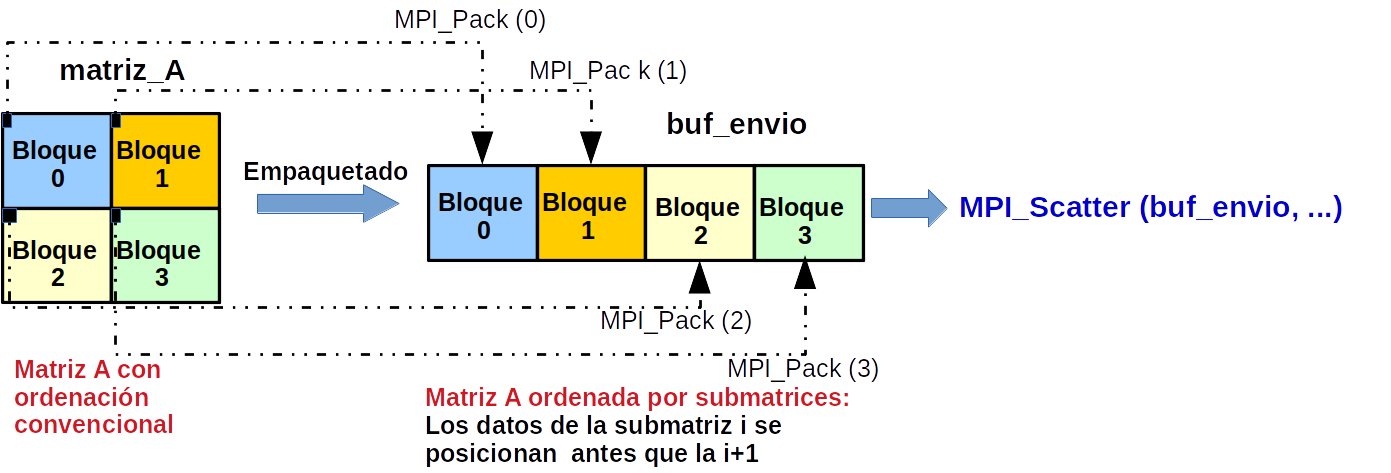 MPI_Pack (0)
matriz_A
MPI_Pac k (1)
buf_envio
Bloque
0
Bloque
1
Bloque
2
Bloque
3
Empaquetado
Bloque
0
Bloque
1
Bloque
2
Bloque
3
MPI_Scatter (buf_envio, ...)
MPI_Pack (2)
MPI_Pack (3)
Matriz A con
ordenación
convencional
Matriz A ordenada por submatrices:
Los datos de la submatriz i se
posicionan antes que la i+1